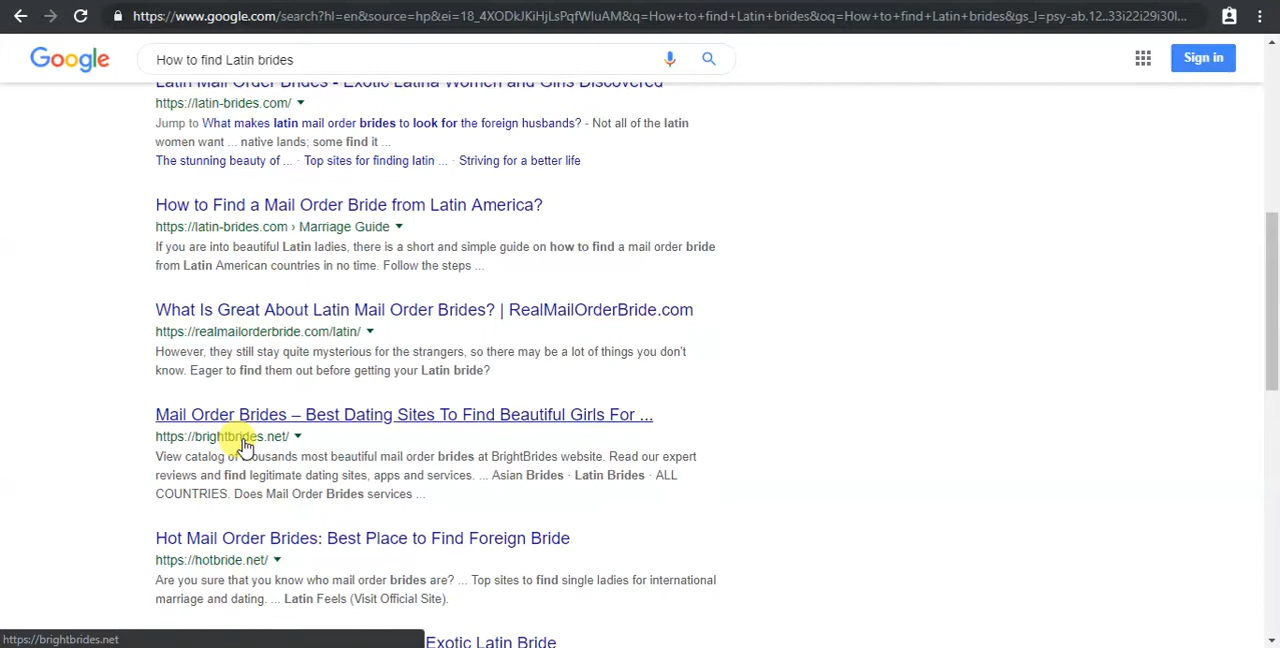 https://www.google.com/search?hl=en&source=hp&ei=18_4XODkJKiHjLsPqfWIuAM&q=How+to+find+Latin+brides&oq=How+to+find+Latin+brides&gs_l=psy-ab.12..33i22i29i30l...
Google
How to find Latin brides
Sign in
Latin Mail Order Brides - Exotic Latina Women and Girls Discovered
https://latin-brides.com/
Jump to What makes latin mail order brides to look for the foreign husbands? - Not all of the latin
women want ... native lands; some find it ...
The stunning beauty of ... · Top sites for finding latin ... · Striving for a better life
How to Find a Mail Order Bride from Latin America?
https://latin-brides.com › Marriage Guide
If you are into beautiful Latin ladies, there is a short and simple guide on how to find a mail order bride
from Latin American countries in no time. Follow the steps ...
What Is Great About Latin Mail Order Brides? | RealMailOrderBride.com
https://realmailorderbride.com/latin/
However, they still stay quite mysterious for the strangers, so there may be a lot of things you don't
know. Eager to find them out before getting your Latin bride?
Mail Order Brides – Best Dating Sites To Find Beautiful Girls For ...
https://brightbrides.net/
View catalog of thousands most beautiful mail order brides at BrightBrides website. Read our expert
reviews and find legitimate dating sites, apps and services. ... Asian Brides · Latin Brides · ALL
COUNTRIES. Does Mail Order Brides services ...
Hot Mail Order Brides: Best Place to Find Foreign Bride
https://hotbride.net/
Are you sure that you know who mail order brides are? ... Top sites to find single ladies for international
marriage and dating. ... Latin Feels (Visit Official Site).
Exotic Latin Bride
https://brightbrides.net